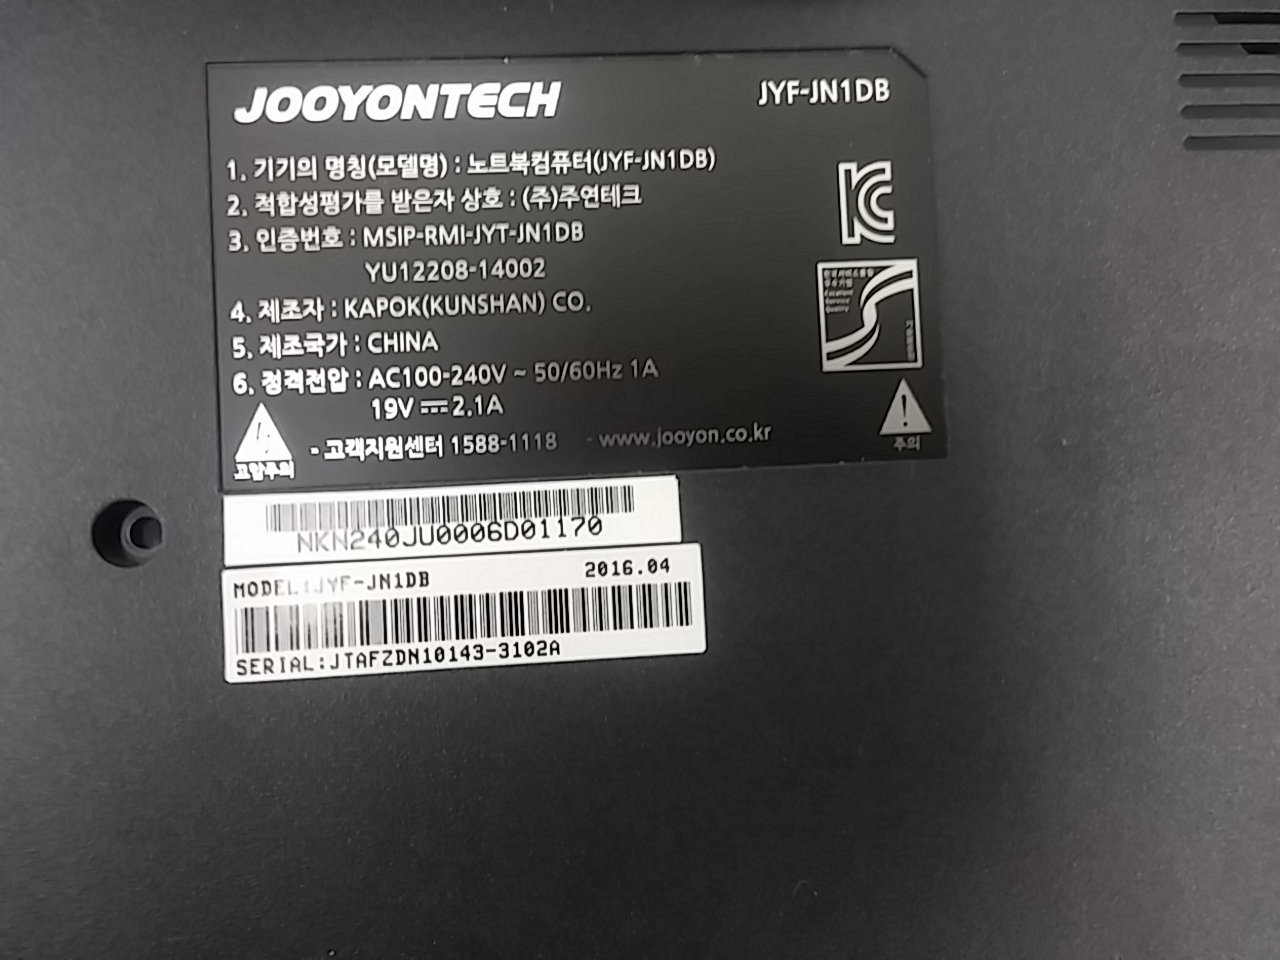 JOOYONTECH
JYF-JN1DB
1. 기기의 명칭(모델명) : 노트북컴퓨터(JYF-JN1DB)
2. 적합성평가를 받은자 상호 : (주)주연테크
3. 인증번호 : MSIP-RMI-JYT-JN1DB
YU12208-14002
4. 제조자 : KAPOK(KUNSHAN) CO.
5. 제조국가 : CHINA
6. 정격전압 : AC100-240V ~ 50/60Hz 1A
19V ⎓ 2.1A
고압주의
- 고객지원센터 1588-1118 - www.jooyon.co.kr
KC
Excellent
Service
Quality
주의
NKN240JU0006D01170
MODEL:JYF-JN1DB 2016.04
SERIAL:JTAFZDN10143-3102A